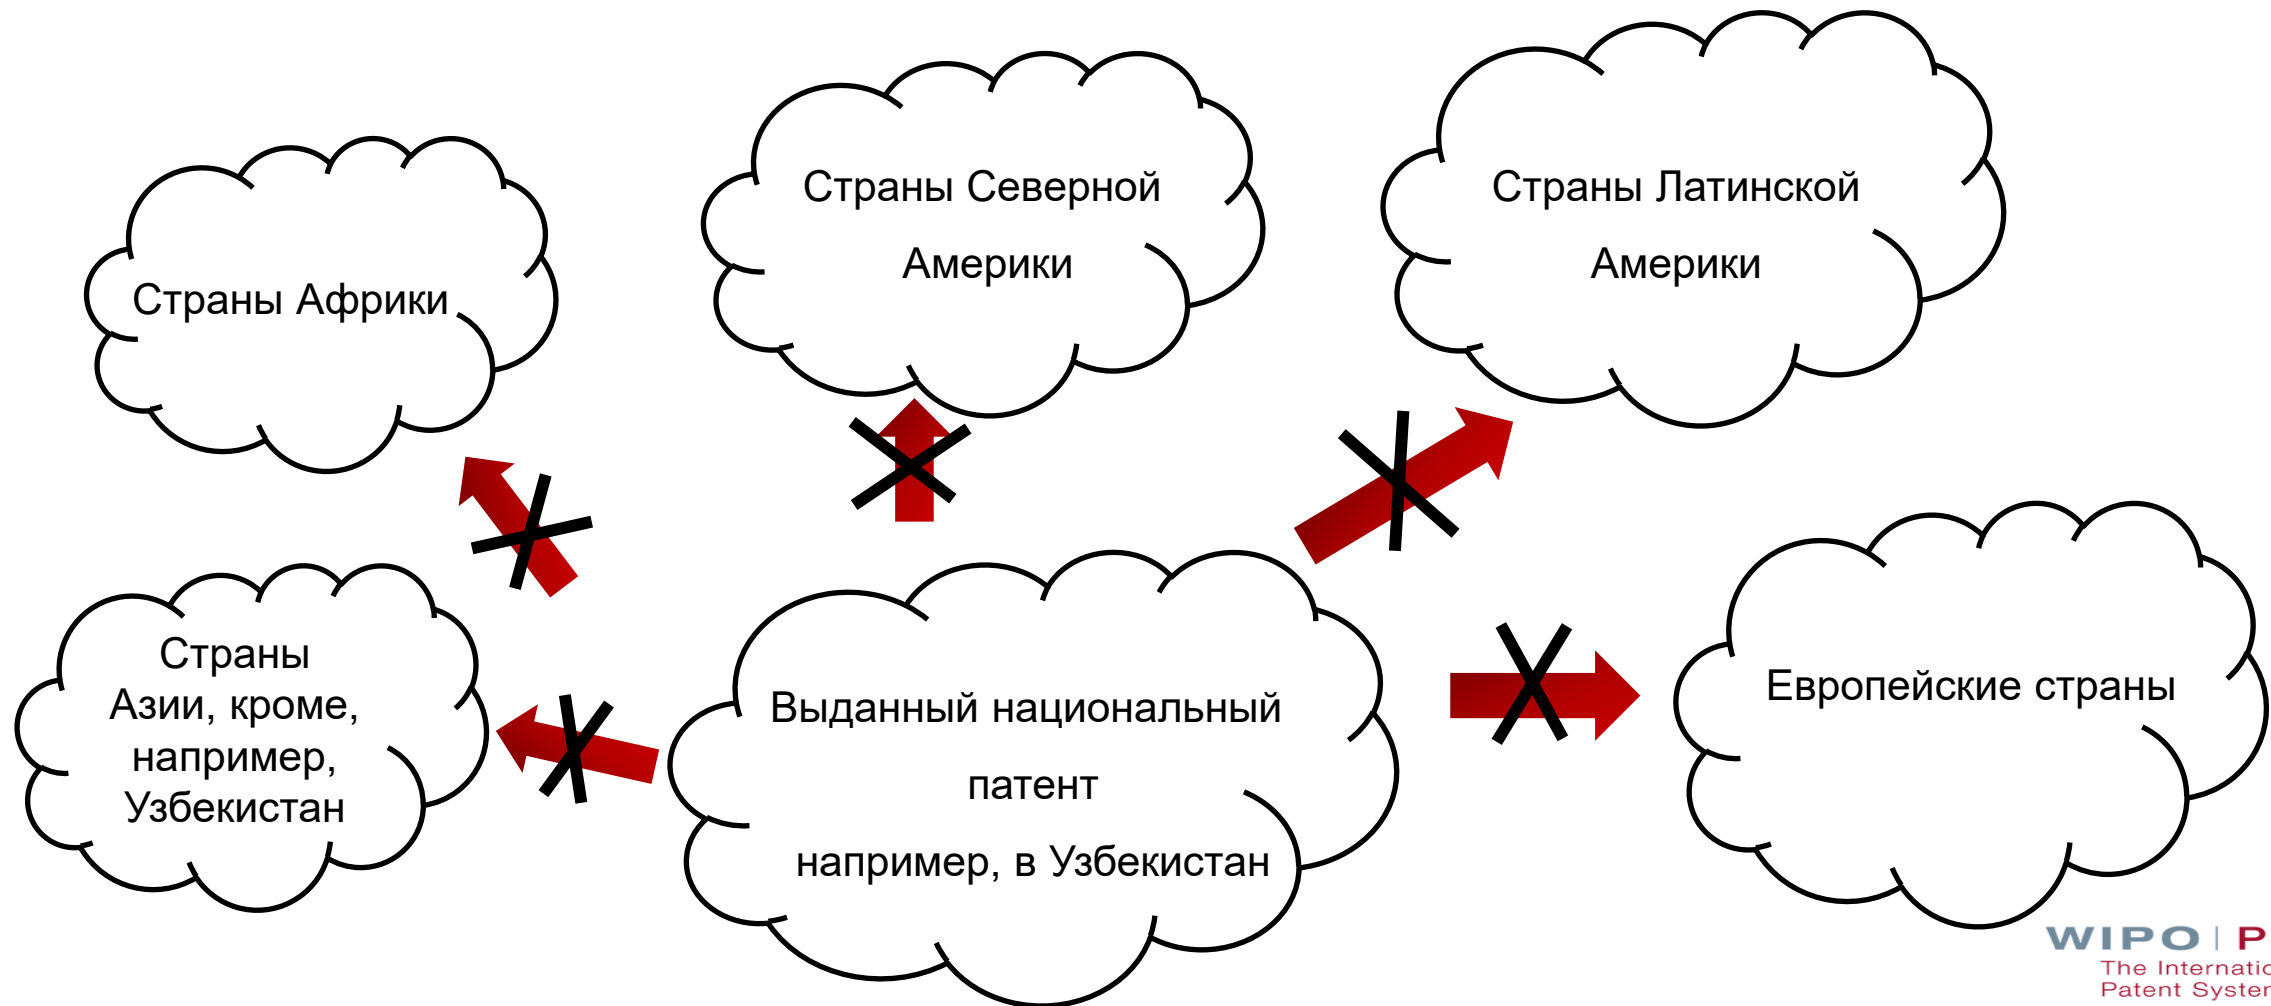 Страны Северной
Америки
Страны Латинской
Америки
Страны Африки
Страны
Азии, кроме,
например,
Узбекистан
Выданный национальный
патент
например, в Узбекистан
Европейские страны
WIPO | P
The Internatio
Patent System